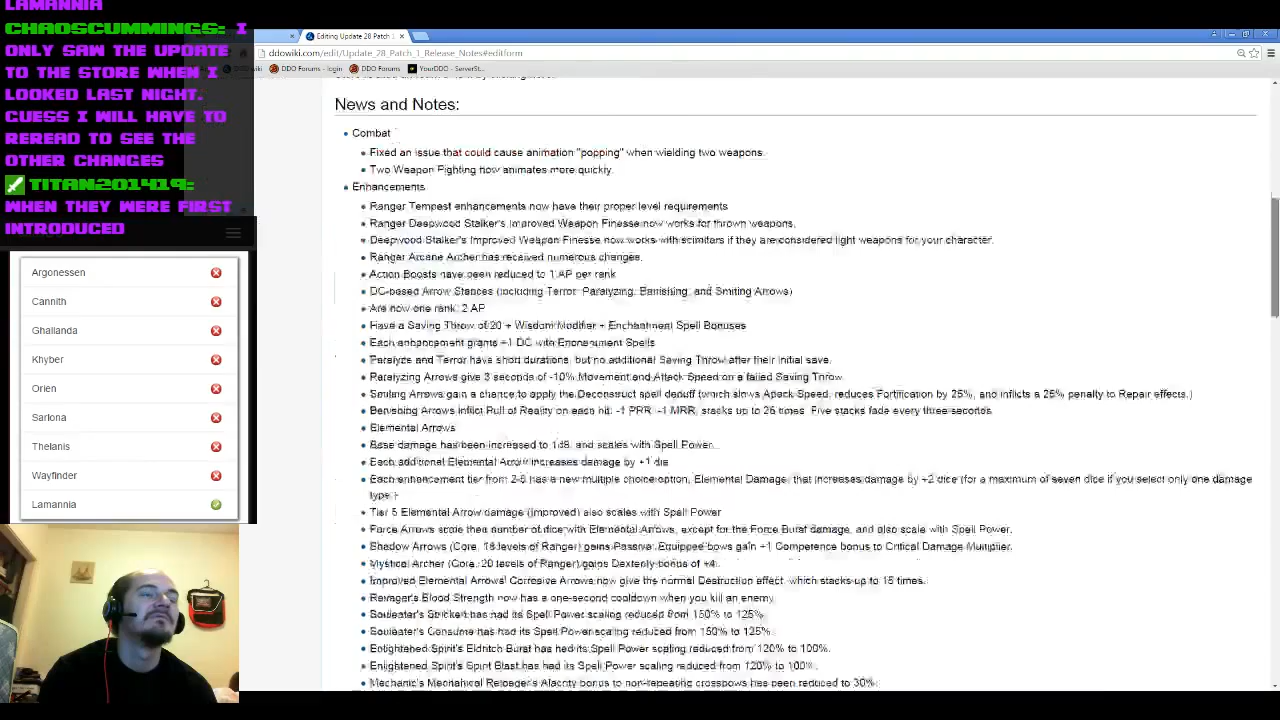 LAMANNIA
CHAOSCUMMINGS: I
ONLY SAW THE UPDATE
TO THE STORE WHEN I
LOOKED LAST NIGHT.
GUESS I WILL HAVE TO
REREAD TO SEE THE
OTHER CHANGES
TITAN201419:
WHEN THEY WERE FIRST
INTRODUCED
Argonessen
Cannith
Ghallanda
Khyber
Orien
Sarlona
Thelanis
Wayfinder
Lamannia
Editing Update 28 Patch 1
ddowiki.com/edit/Update_28_Patch_1_Release_Notes#editform
DDO Forums - login
DDO Forums
YourDDO - ServerSt...
News and Notes:
Combat
Fixed an issue that could cause animation "popping" when wielding two weapons.
Two Weapon Fighting now animates more quickly.
Enhancements
Ranger Tempest enhancements now have their proper level requirements
Ranger Deepwood Stalker's Improved Weapon Finesse now works for thrown weapons.
Deepwood Stalker's Improved Weapon Finesse now works with scimitars if they are considered light weapons for your character.
Ranger Arcane Archer has received numerous changes.
Action Boosts have been reduced to 1 AP per rank
DC-based Arrow Stances (including Terror, Paralyzing, Banishing, and Smiting Arrows)
Are now one rank, 2 AP
Have a Saving Throw of 20 + Wisdom Modifier + Enchantment Spell Bonuses
Each enhancement grants +1 DC with Enchantment Spells
Paralyze and Terror have short durations, but no additional Saving Throw after their initial save.
Paralyzing Arrows give 3 seconds of -10% Movement and Attack Speed on a failed Saving Throw
Smiting Arrows gain a chance to apply the Deconstruct spell debuff (which slows Attack Speed, reduces Fortification by 25%, and inflicts a 25% penalty to Repair effects.)
Banishing Arrows inflict Pull of Reality on each hit: -1 PRR, -1 MRR, stacks up to 25 times. Five stacks fade every three seconds.
Elemental Arrows
Base damage has been increased to 1d8, and scales with Spell Power.
Each additional Elemental Arrow increases damage by +1 die
Each enhancement tier from 2-5 has a new multiple choice option, Elemental Damage, that increases damage by +2 dice (for a maximum of seven dice if you select only one damage
type.)
Tier 5 Elemental Arrow damage (Improved) also scales with Spell Power
Force Arrows scale their number of dice with Elemental Arrows, except for the Force Burst damage, and also scale with Spell Power.
Shadow Arrows (Core, 18 levels of Ranger) gains Passive: Equipped bows gain +1 Competence bonus to Critical Damage Multiplier.
Mystical Archer (Core, 20 levels of Ranger) gains Dexterity bonus of +4.
Improved Elemental Arrows' Corrosive Arrows now give the normal Destruction effect, which stacks up to 15 times.
Ravager's Blood Strength now has a one-second cooldown when you kill an enemy.
Souleater's Stricken has had its Spell Power scaling reduced from 150% to 125%.
Souleater's Consume has had its Spell Power scaling reduced from 150% to 125%.
Enlightened Spirit's Eldritch Burst has had its Spell Power scaling reduced from 120% to 100%.
Enlightened Spirit's Spirit Blast has had its Spell Power scaling reduced from 120% to 100%.
Mechanic's Mechanical Reloader's Alacrity bonus to non-repeating crossbows has been reduced to 30%.